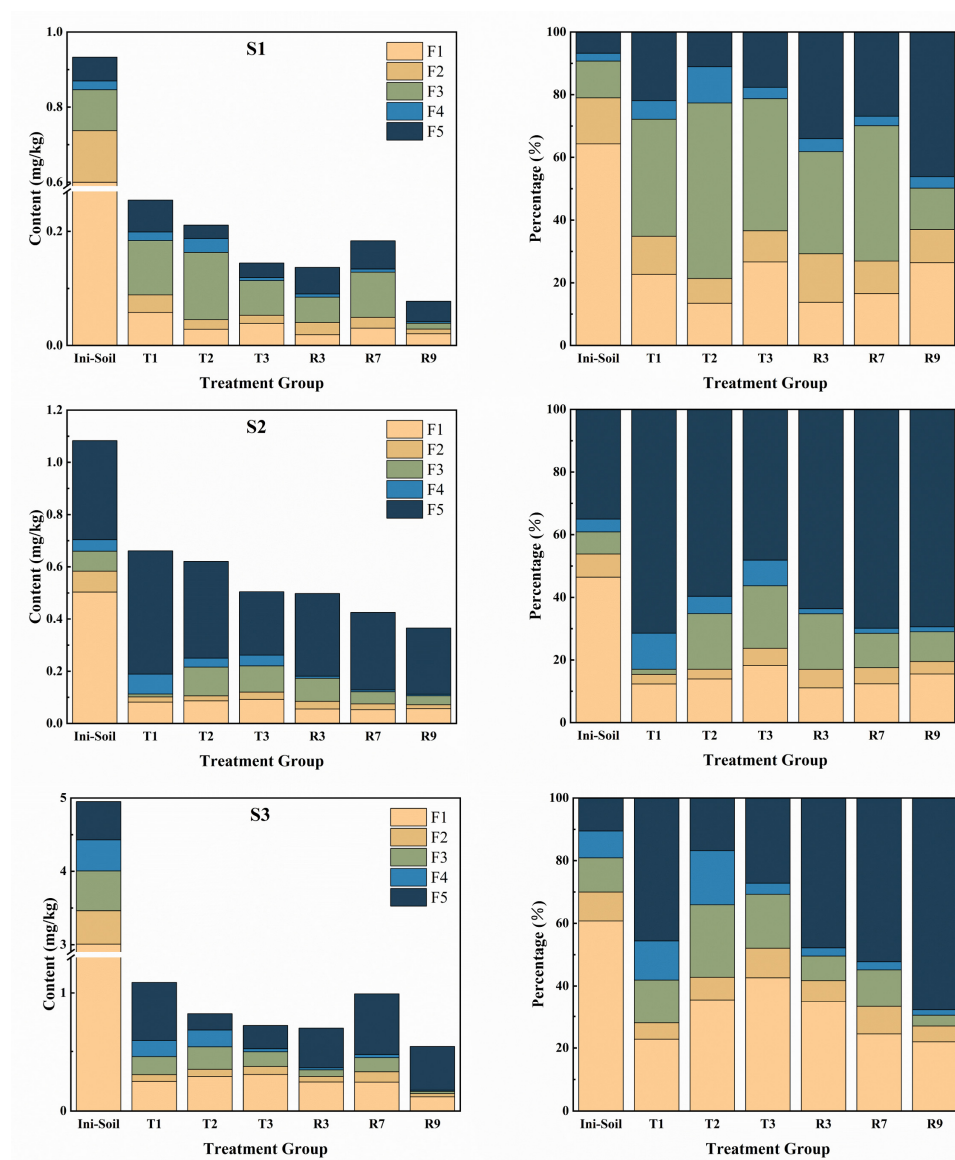 S1
F1
F2
F3
F4
F5
1.0
0.8
0.6
0.2
0.0
Content (mg/kg)
Ini-Soil T1 T2 T3 R3 R7 R9
Treatment Group
100
80
60
40
20
0
Percentage (%)
Ini-Soil T1 T2 T3 R3 R7 R9
Treatment Group
S2
F1
F2
F3
F4
F5
1.2
1.0
0.8
0.6
0.4
0.2
0.0
Content (mg/kg)
Ini-Soil T1 T2 T3 R3 R7 R9
Treatment Group
100
80
60
40
20
0
Percentage (%)
Ini-Soil T1 T2 T3 R3 R7 R9
Treatment Group
S3
F1
F2
F3
F4
F5
5
4
3
1
0
Content (mg/kg)
Ini-Soil T1 T2 T3 R3 R7 R9
Treatment Group
100
80
60
40
20
0
Percentage (%)
Ini-Soil T1 T2 T3 R3 R7 R9
Treatment Group